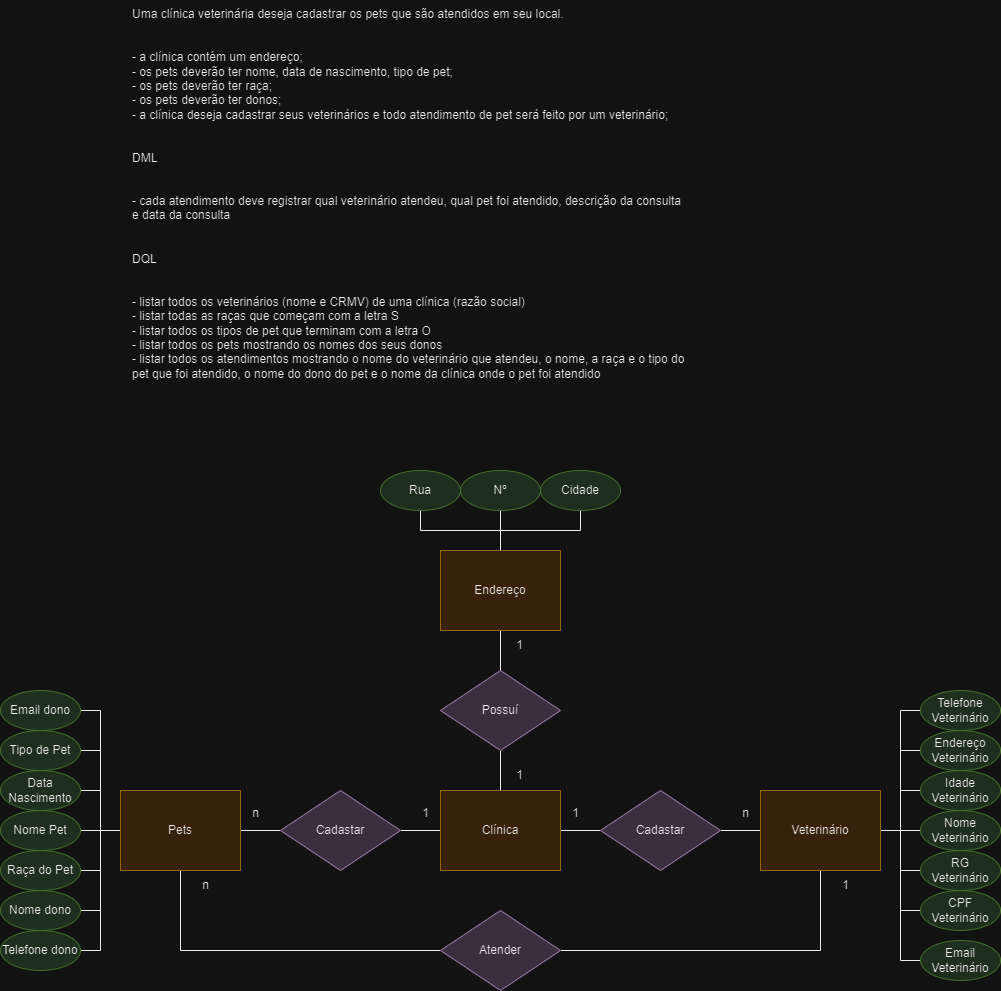 Uma clínica veterinária deseja cadastrar os pets que são atendidos em seu local.
- a clínica contém um endereço;
- os pets deverão ter nome, data de nascimento, tipo de pet;
- os pets deverão ter raça;
- os pets deverão ter donos;
- a clínica deseja cadastrar seus veterinários e todo atendimento de pet será feito por um veterinário;
DML
- cada atendimento deve registrar qual veterinário atendeu, qual pet foi atendido, descrição da consulta
e data da consulta
DQL
- listar todos os veterinários (nome e CRMV) de uma clínica (razão social)
- listar todas as raças que começam com a letra S
- listar todos os tipos de pet que terminam com a letra O
- listar todos os pets mostrando os nomes dos seus donos
- listar todos os atendimentos mostrando o nome do veterinário que atendeu, o nome, a raça e o tipo do
pet que foi atendido, o nome do dono do pet e o nome da clínica onde o pet foi atendido
Rua
Nº
Cidade
Endereço
1
Possuí
1
Email dono
Tipo de Pet
Data
Nascimento
Nome Pet
Raça do Pet
Nome dono
Telefone dono
Pets
n
Cadastar
1
Clínica
1
Cadastar
n
Veterinário
Telefone
Veterinário
Endereço
Veterinário
Idade
Veterinário
Nome
Veterinário
RG
Veterinário
CPF
Veterinário
Email
Veterinário
n
1
Atender